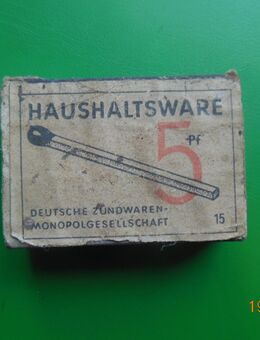 HAUSHALTSWARE
5 Pf
DEUTSCHE ZÜNDWAREN-
MONOPOLGESELLSCHAFT 15